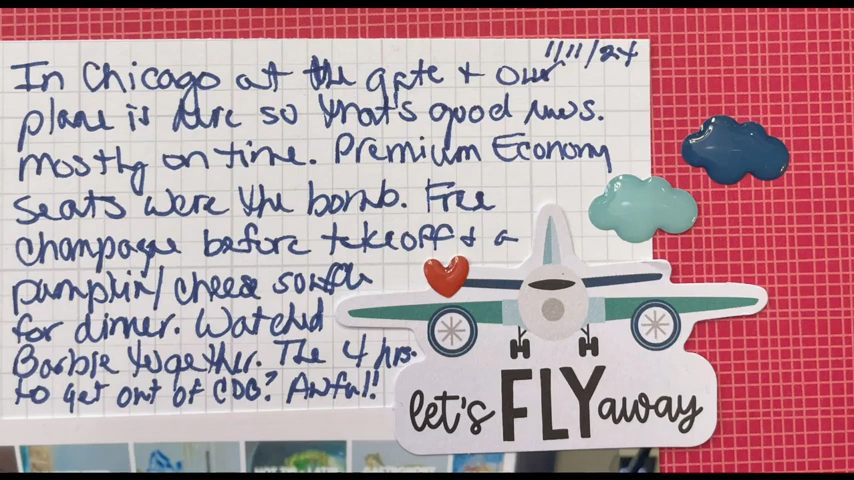 11/11/24
In Chicago at the gate + our
plane is here so that's good news.
mostly on time. Premium Economy
seats were the bomb. Free
champagne before takeoff + a
pumpkin/cheese souffle
for dinner. Watched
Barbie together. The 4 hrs.
to get out of CDG? Awful!
let's FLY away